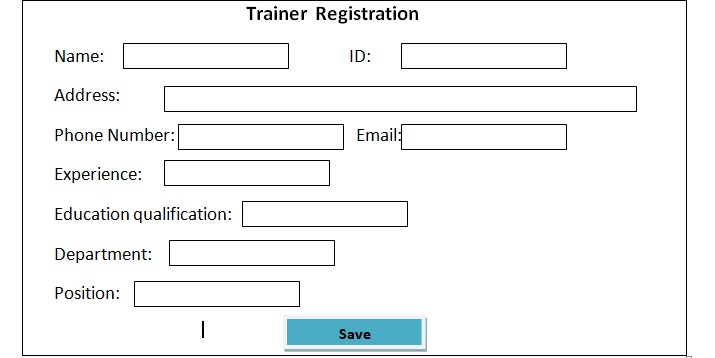 Trainer Registration
Name: ID:
Address:
Phone Number: Email:
Experience:
Education qualification:
Department:
Position:
Save